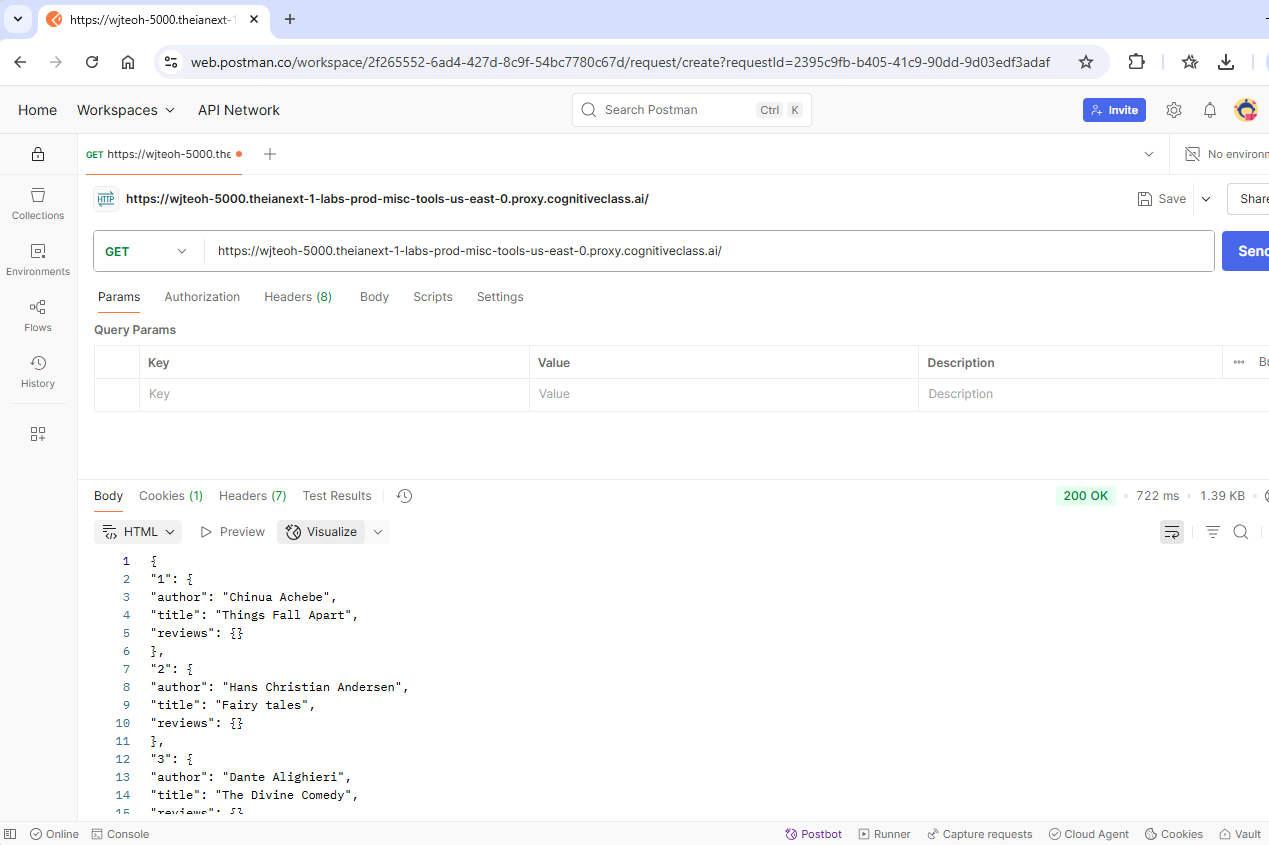 https://wjteoh-5000.theianext-1
web.postman.co/workspace/2f265552-6ad4-427d-8c9f-54bc7780c67d/request/create?requestId=2395c9fb-b405-41c9-90dd-9d03edf3adaf
Home Workspaces API Network Search Postman Ctrl K Invite
GET https://wjteoh-5000.the No environm
Collections
Environments
Flows
History
HTTP https://wjteoh-5000.theianext-1-labs-prod-misc-tools-us-east-0.proxy.cognitiveclass.ai/ Save Share
GET https://wjteoh-5000.theianext-1-labs-prod-misc-tools-us-east-0.proxy.cognitiveclass.ai/ Send
Params Authorization Headers (8) Body Scripts Settings
Query Params
Key Value Description Bu
Key Value Description
Body Cookies (1) Headers (7) Test Results 200 OK 722 ms 1.39 KB
HTML Preview Visualize
1 {
2 "1": {
3 "author": "Chinua Achebe",
4 "title": "Things Fall Apart",
5 "reviews": {}
6 },
7 "2": {
8 "author": "Hans Christian Andersen",
9 "title": "Fairy tales",
10 "reviews": {}
11 },
12 "3": {
13 "author": "Dante Alighieri",
14 "title": "The Divine Comedy",
15 "reviews": {}
Online Console Postbot Runner Capture requests Cloud Agent Cookies Vault